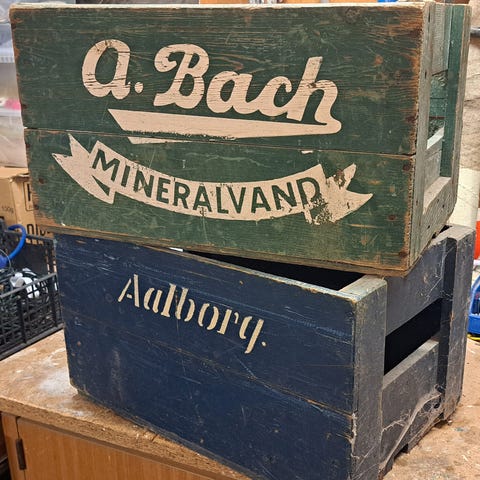 a. Bach
MINERALVAND
Aalborg.